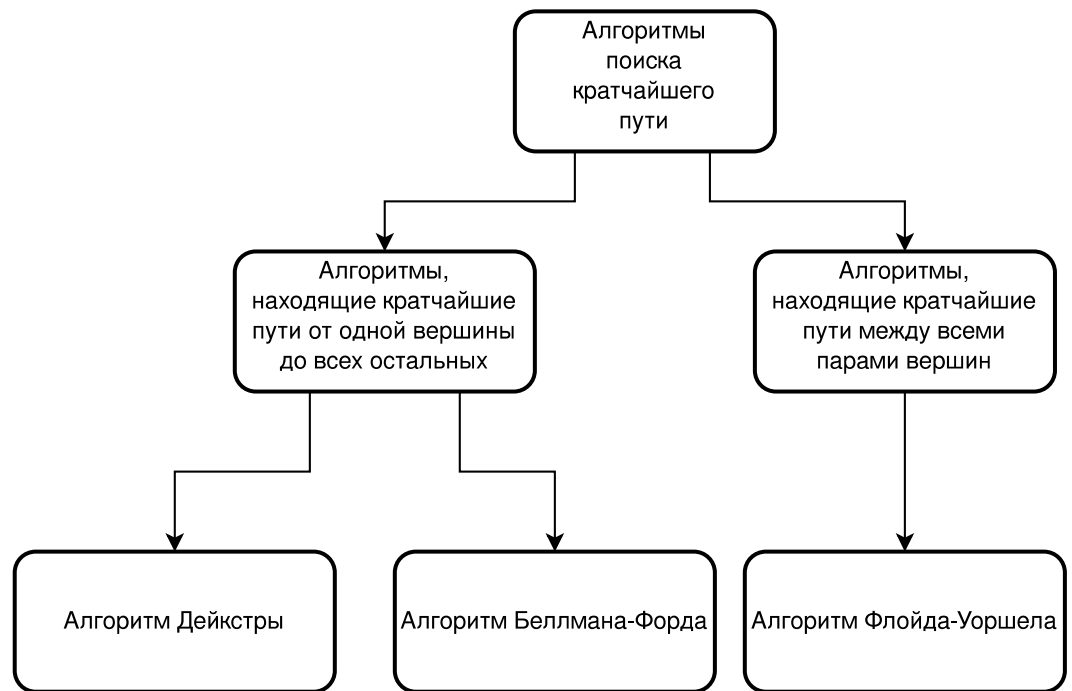 Алгоритмы
поиска
кратчайшего
пути
Алгоритмы,
находящие кратчайшие
пути от одной вершины
до всех остальных
Алгоритмы,
находящие кратчайшие
пути между всеми
парами вершин
Алгоритм Дейкстры
Алгоритм Беллмана-Форда
Алгоритм Флойда-Уоршела